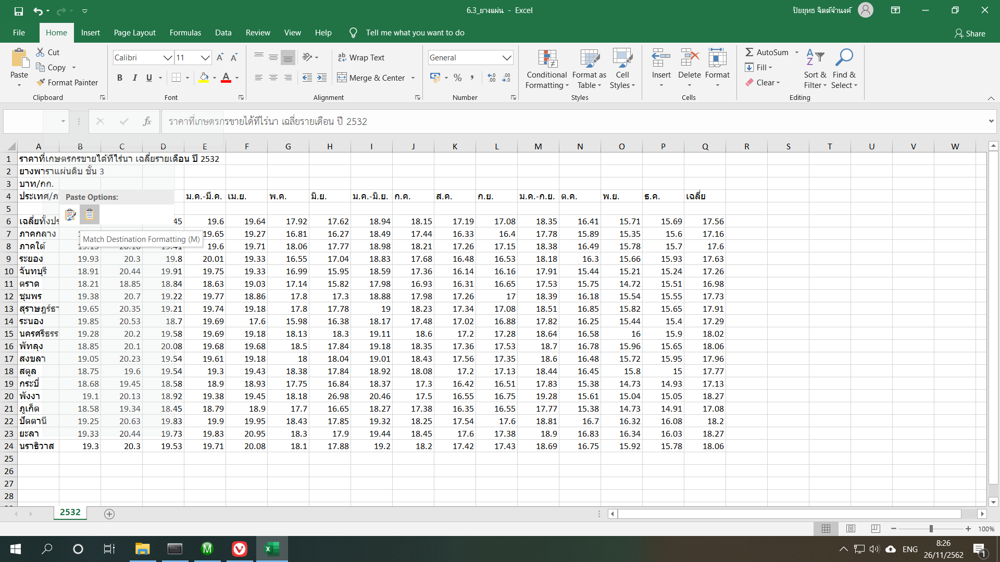 6.3_ยางแผ่น - Excel
ปิยยุทธ จิตต์จำนงค์
File Home Insert Page Layout Formulas Data Review View Help Tell me what you want to do
Share
Paste
Cut
Copy
Format Painter
Clipboard
Calibri 11
B I U
Font
Wrap Text
Merge & Center
Alignment
General
Number
Conditional Formatting
Format as Table
Cell Styles
Styles
Insert Delete Format
Cells
AutoSum
Fill
Clear
Sort & Filter
Find & Select
Editing
fx ราคาที่เกษตรกรขายได้ที่ไร่นา เฉลี่ยรายเดือน ปี 2532
A B C D E F G H I J K L M N O P Q R S T U V W
1 ราคาที่เกษตรกรขายได้ที่ไร่นา เฉลี่ยรายเดือน ปี 2532
2 ยางพาราแผ่นดิบ ชั้น 3
3 บาท/กก.
4 ม.ค.-มี.ค. เม.ย. พ.ค. มิ.ย. ม.ค.-มิ.ย. ก.ค. ส.ค. ก.ย. ม.ค.-ก.ย. ต.ค. พ.ย. ธ.ค. เฉลี่ย
Paste Options:
Match Destination Formatting (M)
5
6 19.6 19.64 17.92 17.62 18.94 18.15 17.19 17.08 18.35 16.41 15.71 15.69 17.56
7 ภาคกลาง 19.65 19.27 16.81 16.27 18.49 17.44 16.33 16.4 17.78 15.89 15.35 15.6 17.16
8 ภาคใต้ 19.6 19.71 18.06 17.77 18.98 18.21 17.26 17.15 18.38 16.49 15.78 15.7 17.6
9 ระยอง 19.93 20.3 19.8 20.01 19.33 16.55 17.04 18.83 17.68 16.48 16.53 18.18 16.3 15.66 15.93 17.63
10 จันทบุรี 18.91 20.44 19.91 19.75 19.33 16.99 15.95 18.59 17.36 16.14 16.16 17.91 15.44 15.21 15.24 17.26
11 ตราด 18.21 18.85 18.84 18.63 19.03 17.14 15.82 17.98 16.93 16.31 16.65 17.53 15.75 14.72 15.51 16.98
12 ชุมพร 19.38 20.7 19.22 19.77 18.86 17.8 17.3 18.88 17.98 17.26 17 18.39 16.18 15.54 15.55 17.73
13 สุราษฎร์ธา 19.65 20.35 19.21 19.74 19.18 17.8 17.78 19 18.23 17.34 17.08 18.51 16.85 15.82 15.65 17.91
14 ระนอง 19.85 20.53 18.7 19.69 17.6 15.98 16.38 18.17 17.48 17.02 16.88 17.82 16.25 15.44 15.4 17.29
15 นครศรีธรร 19.28 20.2 19.58 19.69 19.18 18.13 18.3 19.11 18.6 17.2 17.28 18.64 16.58 16 15.9 18.02
16 พัทลุง 18.85 20.1 20.08 19.68 19.68 18.5 17.84 19.18 18.35 17.36 17.53 18.7 16.78 15.96 15.65 18.06
17 สงขลา 19.05 20.23 19.54 19.61 19.18 18 18.04 19.01 18.43 17.56 17.35 18.6 16.48 15.72 15.95 17.96
18 สตูล 18.75 19.6 19.54 19.3 19.43 18.38 17.84 18.92 18.08 17.2 17.13 18.44 16.45 15.8 15 17.77
19 กระบี่ 18.68 19.45 18.58 18.9 18.93 17.75 16.84 18.37 17.3 16.42 16.51 17.83 15.38 14.73 14.93 17.13
20 พังงา 19.1 20.13 18.92 19.38 19.45 18.18 26.98 20.46 17.5 16.55 16.75 19.28 15.61 15.04 15.05 18.27
21 ภูเก็ต 18.58 19.34 18.45 18.79 18.9 17.7 16.65 18.27 17.38 16.35 16.55 17.77 15.38 14.73 14.91 17.08
22 ปัตตานี 19.25 20.63 19.83 19.9 19.95 18.43 17.85 19.32 18.25 17.54 17.6 18.81 16.7 16.32 16.08 18.2
23 ยะลา 19.33 20.44 19.73 19.83 20.95 18.3 17.9 19.44 18.45 17.6 17.38 18.9 16.83 16.34 16.03 18.27
24 นราธิวาส 19.3 20.3 19.53 19.71 20.08 18.1 17.88 19.2 18.2 17.42 17.43 18.69 16.75 15.92 15.78 18.06
25
26
27
28
2532
100%
ENG
8:26
26/11/2562
1